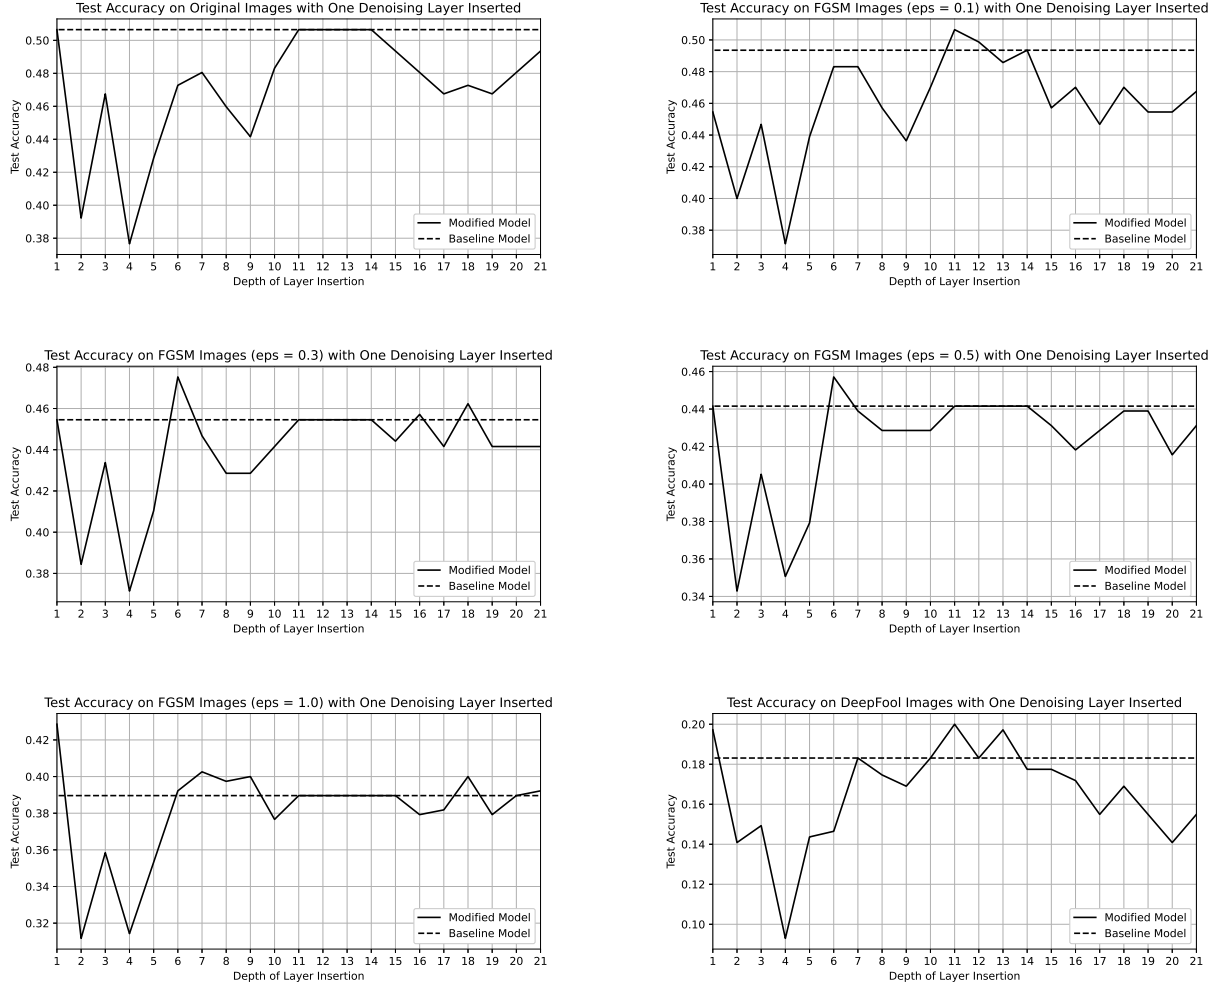 Test Accuracy on Original Images with One Denoising Layer Inserted
0.50
0.48
0.46
0.44
0.42
0.40
0.38
Test Accuracy
Modified Model
Baseline Model
1 2 3 4 5 6 7 8 9 10 11 12 13 14 15 16 17 18 19 20 21
Depth of Layer Insertion
Test Accuracy on FGSM Images (eps = 0.1) with One Denoising Layer Inserted
0.50
0.48
0.46
0.44
0.42
0.40
0.38
Test Accuracy
Modified Model
Baseline Model
1 2 3 4 5 6 7 8 9 10 11 12 13 14 15 16 17 18 19 20 21
Depth of Layer Insertion
Test Accuracy on FGSM Images (eps = 0.3) with One Denoising Layer Inserted
0.48
0.46
0.44
0.42
0.40
0.38
Test Accuracy
Modified Model
Baseline Model
1 2 3 4 5 6 7 8 9 10 11 12 13 14 15 16 17 18 19 20 21
Depth of Layer Insertion
Test Accuracy on FGSM Images (eps = 0.5) with One Denoising Layer Inserted
0.46
0.44
0.42
0.40
0.38
0.36
0.34
Test Accuracy
Modified Model
Baseline Model
1 2 3 4 5 6 7 8 9 10 11 12 13 14 15 16 17 18 19 20 21
Depth of Layer Insertion
Test Accuracy on FGSM Images (eps = 1.0) with One Denoising Layer Inserted
0.42
0.40
0.38
0.36
0.34
0.32
Test Accuracy
Modified Model
Baseline Model
1 2 3 4 5 6 7 8 9 10 11 12 13 14 15 16 17 18 19 20 21
Depth of Layer Insertion
Test Accuracy on DeepFool Images with One Denoising Layer Inserted
0.20
0.18
0.16
0.14
0.12
0.10
Test Accuracy
Modified Model
Baseline Model
1 2 3 4 5 6 7 8 9 10 11 12 13 14 15 16 17 18 19 20 21
Depth of Layer Insertion